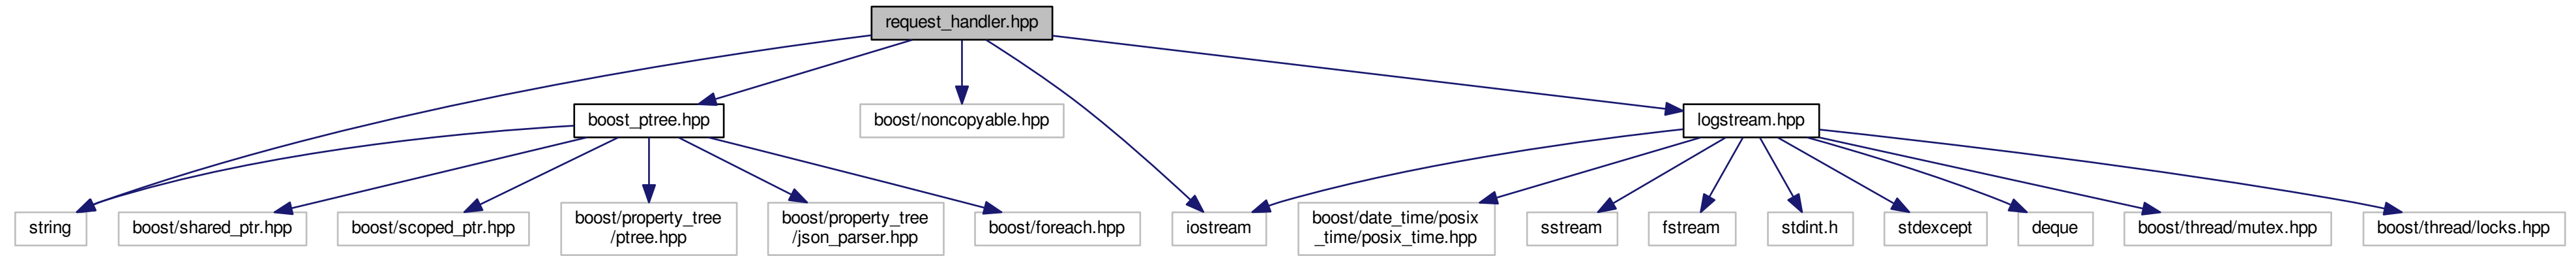 request_handler.hpp
boost_ptree.hpp
boost/noncopyable.hpp
logstream.hpp
string
boost/shared_ptr.hpp
boost/scoped_ptr.hpp
boost/property_tree
/ptree.hpp
boost/property_tree
/json_parser.hpp
boost/foreach.hpp
iostream
boost/date_time/posix
_time/posix_time.hpp
sstream
fstream
stdint.h
stdexcept
deque
boost/thread/mutex.hpp
boost/thread/locks.hpp